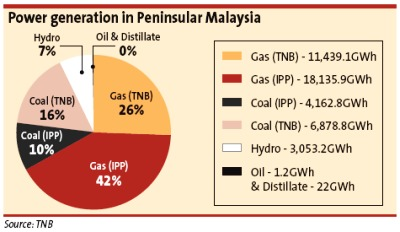 Power generation in Peninsular Malaysia
Hydro
7%
Oil & Distillate
0%
Gas (TNB)
26%
Coal (TNB)
16%
Coal (IPP)
10%
Gas (IPP)
42%
Gas (TNB) - 11,439.1GWh
Gas (IPP) - 18,135.9GWh
Coal (IPP) - 4,162.8GWh
Coal (TNB) - 6,878.8GWh
Hydro - 3,053.2GWh
Oil - 1.2GWh
& Distillate - 22GWh
Source: TNB